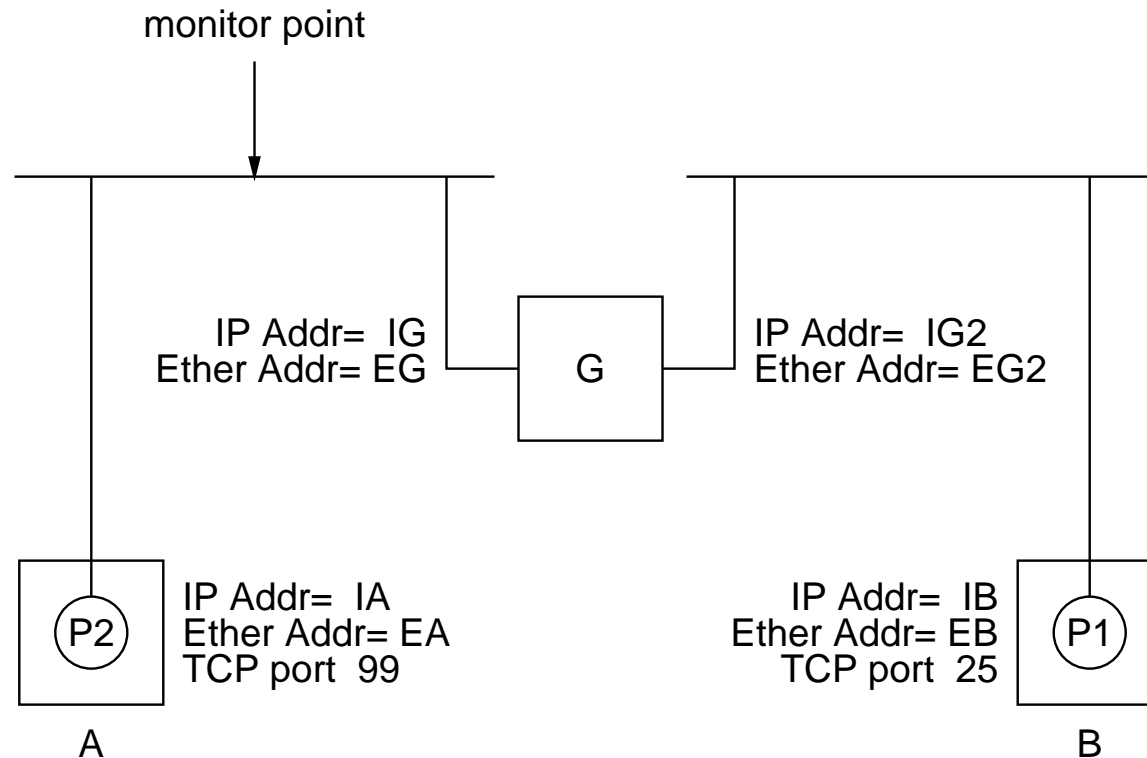 monitor point
IP Addr= IG
Ether Addr= EG
G
IP Addr= IG2
Ether Addr= EG2
P2
IP Addr= IA
Ether Addr= EA
TCP port 99
IP Addr= IB
Ether Addr= EB
TCP port 25
P1
A
B